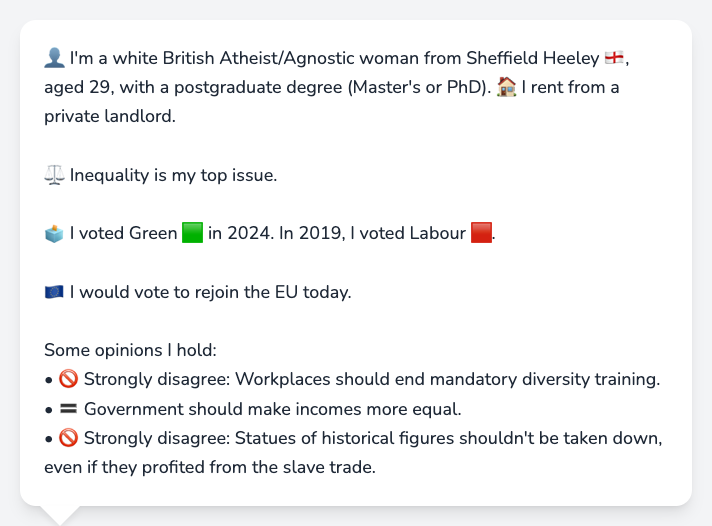 👤 I'm a white British Atheist/Agnostic woman from Sheffield Heeley 🏴󠁧󠁢󠁥󠁮󠁧󠁿,
aged 29, with a postgraduate degree (Master's or PhD). 🏠 I rent from a
private landlord.
⚖️ Inequality is my top issue.
🗳️ I voted Green 🟩 in 2024. In 2019, I voted Labour 🟥.
🇪🇺 I would vote to rejoin the EU today.
Some opinions I hold:
• 🚫 Strongly disagree: Workplaces should end mandatory diversity training.
• 🟰 Government should make incomes more equal.
• 🚫 Strongly disagree: Statues of historical figures shouldn't be taken down,
even if they profited from the slave trade.